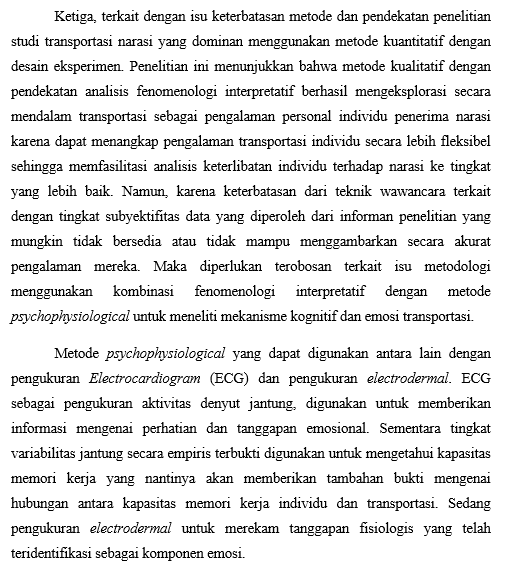 Ketiga, terkait dengan isu keterbatasan metode dan pendekatan penelitian
studi transportasi narasi yang dominan menggunakan metode kuantitatif dengan
desain eksperimen. Penelitian ini menunjukkan bahwa metode kualitatif dengan
pendekatan analisis fenomenologi interpretatif berhasil mengeksplorasi secara
mendalam transportasi sebagai pengalaman personal individu penerima narasi
karena dapat menangkap pengalaman transportasi individu secara lebih fleksibel
sehingga memfasilitasi analisis keterlibatan individu terhadap narasi ke tingkat
yang lebih baik. Namun, karena keterbatasan dari teknik wawancara terkait
dengan tingkat subyektifitas data yang diperoleh dari informan penelitian yang
mungkin tidak bersedia atau tidak mampu menggambarkan secara akurat
pengalaman mereka. Maka diperlukan terobosan terkait isu metodologi
menggunakan kombinasi fenomenologi interpretatif dengan metode
psychophysiological untuk meneliti mekanisme kognitif dan emosi transportasi.
Metode psychophysiological yang dapat digunakan antara lain dengan
pengukuran Electrocardiogram (ECG) dan pengukuran electrodermal. ECG
sebagai pengukuran aktivitas denyut jantung, digunakan untuk memberikan
informasi mengenai perhatian dan tanggapan emosional. Sementara tingkat
variabilitas jantung secara empiris terbukti digunakan untuk mengetahui kapasitas
memori kerja yang nantinya akan memberikan tambahan bukti mengenai
hubungan antara kapasitas memori kerja individu dan transportasi. Sedang
pengukuran electrodermal untuk merekam tanggapan fisiologis yang telah
teridentifikasi sebagai komponen emosi.